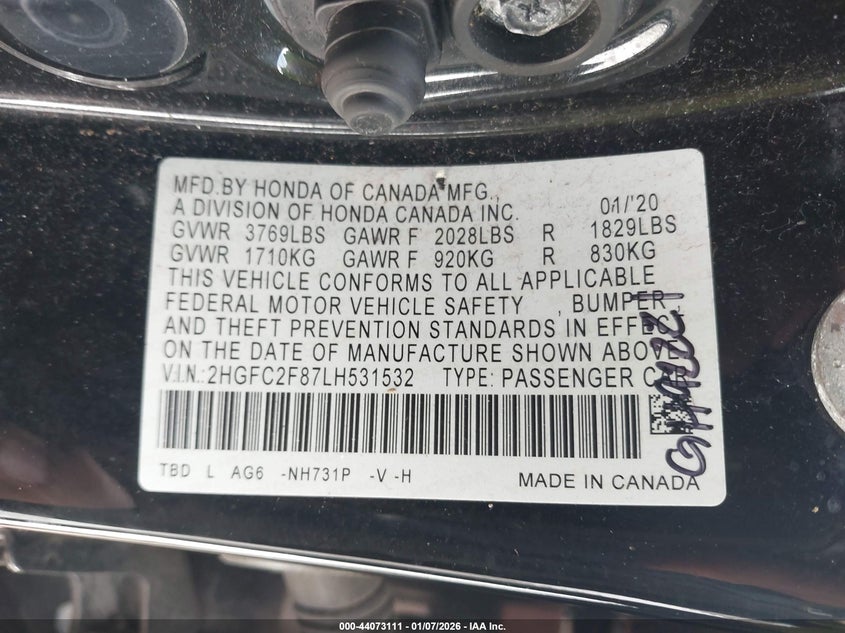 MFD.BY HONDA OF CANADA MFG.,
A DIVISION OF HONDA CANADA INC. 01/'20
GVWR 3769LBS GAWR F 2028LBS R 1829LBS
GVWR 1710KG GAWR F 920KG R 830KG
THIS VEHICLE CONFORMS TO ALL APPLICABLE
FEDERAL MOTOR VEHICLE SAFETY , BUMPER,
AND THEFT PREVENTION STANDARDS IN EFFECT
ON THE DATE OF MANUFACTURE SHOWN ABOVE.
V.I.N.:2HGFC2F87LH531532 TYPE: PASSENGER CAR
TBD L AG6 -NH731P -V -H MADE IN CANADA
000-44073111 - 01/07/2026 - IAA Inc.